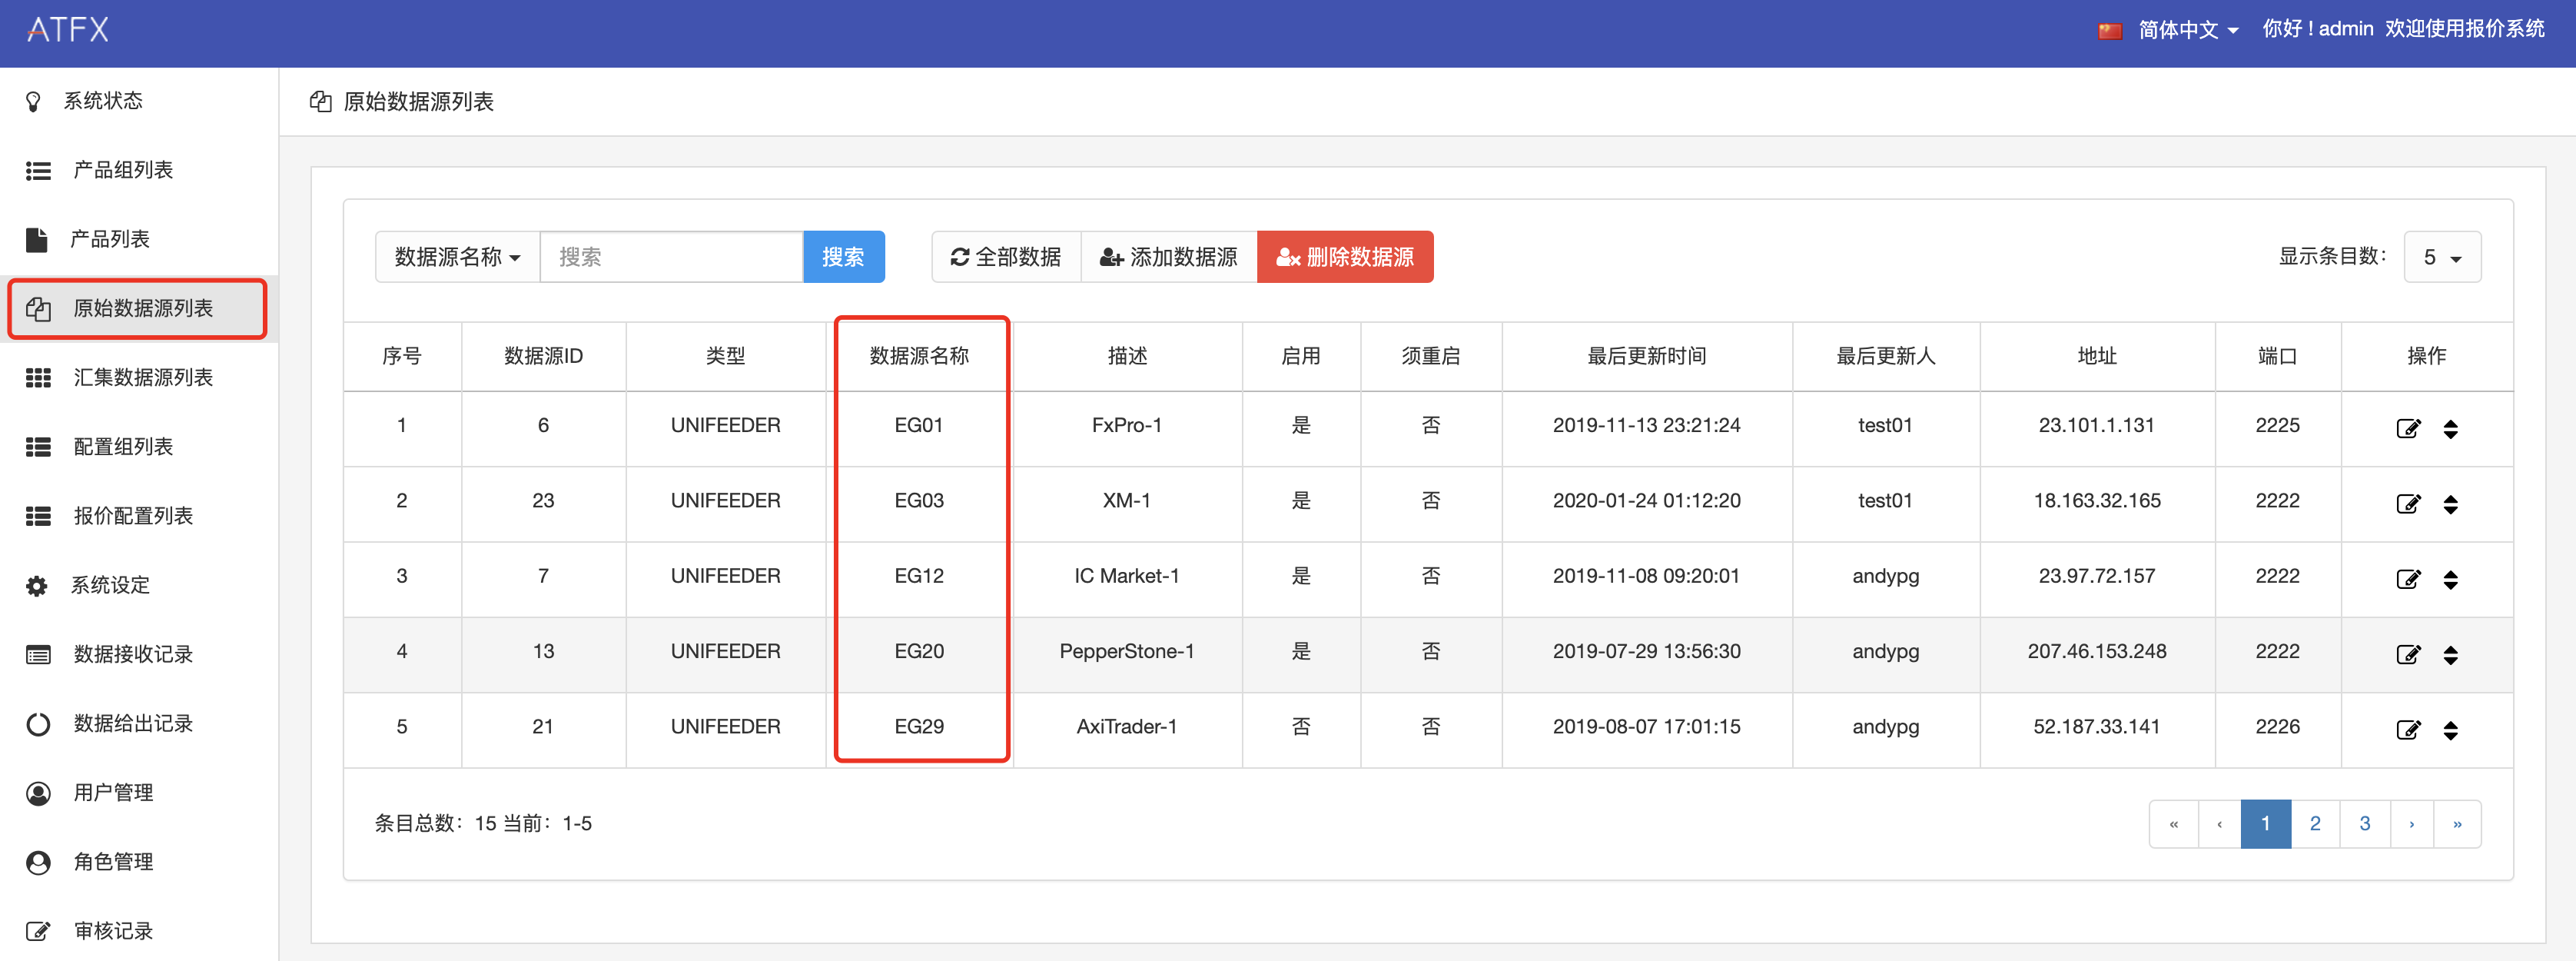 ATFX
简体中文
你好！admin 欢迎使用报价系统
系统状态
产品组列表
产品列表
原始数据源列表
汇集数据源列表
配置组列表
报价配置列表
系统设定
数据接收记录
数据给出记录
用户管理
角色管理
审核记录
原始数据源列表
数据源名称 搜索 搜索 全部数据 添加数据源 删除数据源 显示条目数： 5
序号 数据源ID 类型 数据源名称 描述 启用 须重启 最后更新时间 最后更新人 地址 端口 操作
1 6 UNIFEEDER EG01 FxPro-1 是 否 2019-11-13 23:21:24 test01 23.101.1.131 2225
2 23 UNIFEEDER EG03 XM-1 是 否 2020-01-24 01:12:20 test01 18.163.32.165 2222
3 7 UNIFEEDER EG12 IC Market-1 是 否 2019-11-08 09:20:01 andypg 23.97.72.157 2222
4 13 UNIFEEDER EG20 PepperStone-1 是 否 2019-07-29 13:56:30 andypg 207.46.153.248 2222
5 21 UNIFEEDER EG29 AxiTrader-1 否 否 2019-08-07 17:01:15 andypg 52.187.33.141 2226
条目总数：15 当前：1-5
« ‹ 1 2 3 › »